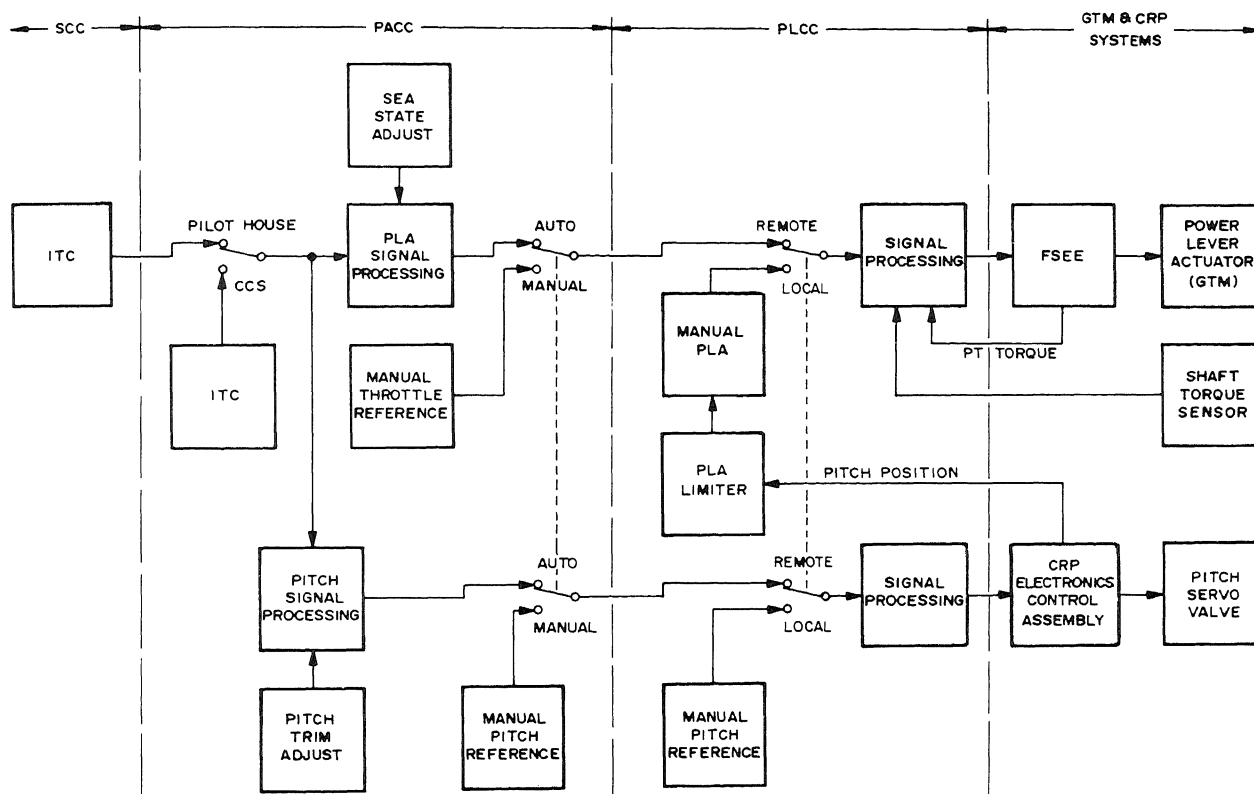 SCC
PACC
PLCC
GTM & CRP
SYSTEMS
SEA
STATE
ADJUST
ITC
PILOT HOUSE
CCS
ITC
PLA
SIGNAL
PROCESSING
AUTO
MANUAL
MANUAL
THROTTLE
REFERENCE
REMOTE
LOCAL
MANUAL
PLA
PLA
LIMITER
SIGNAL
PROCESSING
FSEE
POWER
LEVER
ACTUATOR
(GTM)
PT TORQUE
SHAFT
TORQUE
SENSOR
PITCH POSITION
PITCH
SIGNAL
PROCESSING
AUTO
MANUAL
REMOTE
LOCAL
SIGNAL
PROCESSING
CRP
ELECTRONICS
CONTROL
ASSEMBLY
PITCH
SERVO
VALVE
PITCH
TRIM
ADJUST
MANUAL
PITCH
REFERENCE
MANUAL
PITCH
REFERENCE